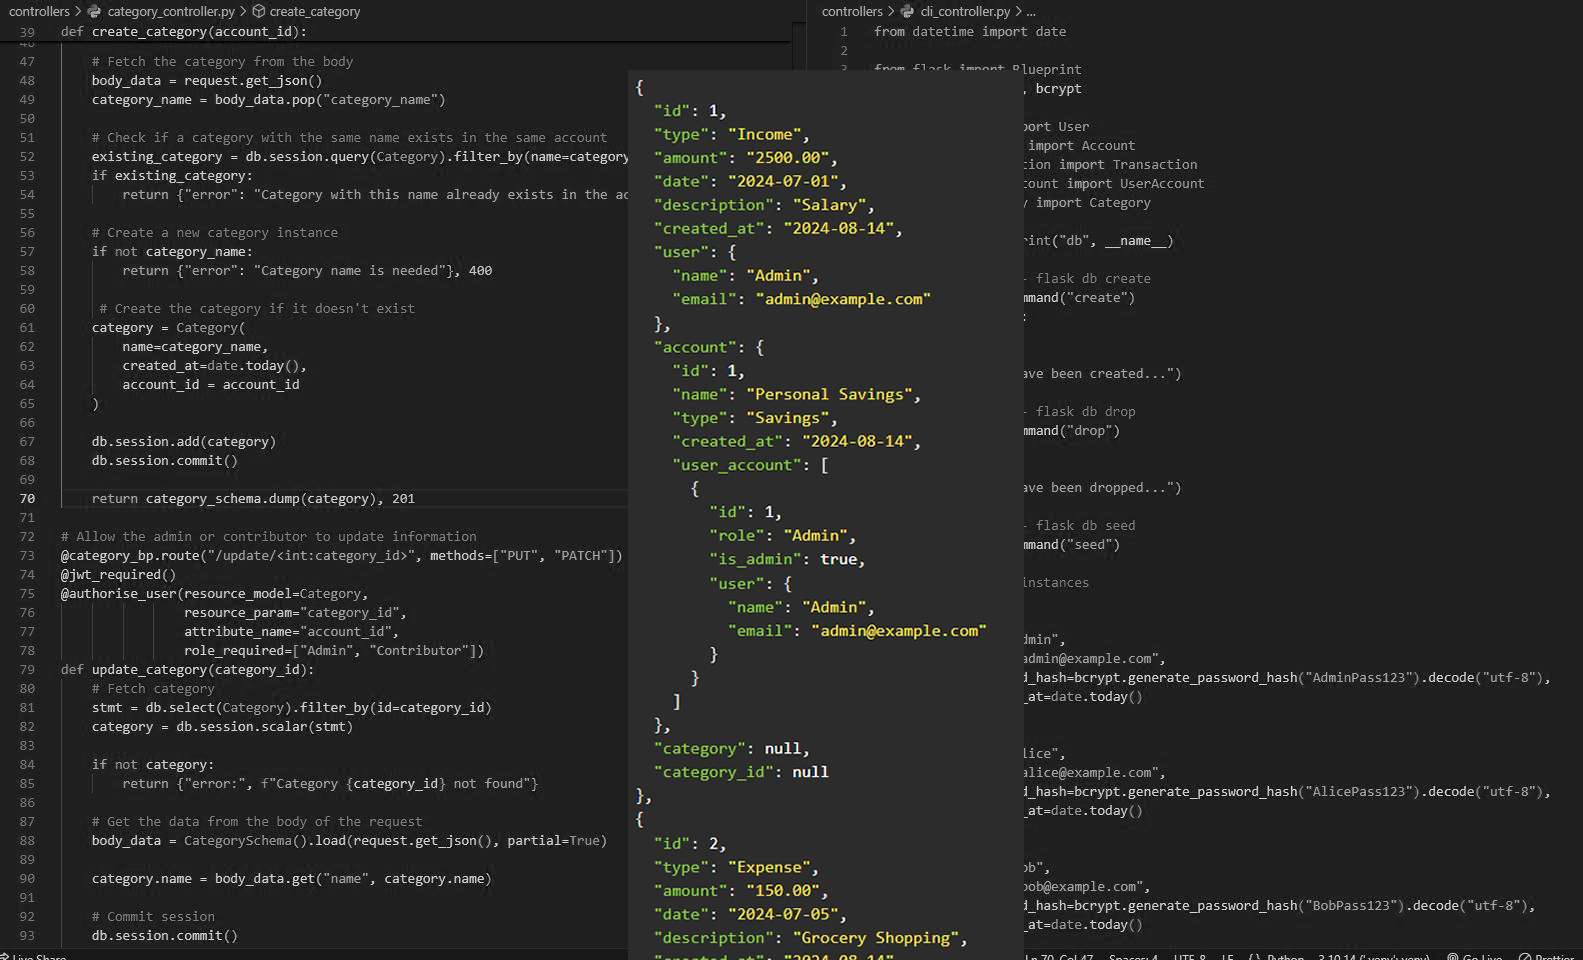 controllers > category_controller.py > create_category
39 def create_category(account_id):
46
47 # Fetch the category from the body
48 body_data = request.get_json()
49 category_name = body_data.pop("category_name")
50
51 # Check if a category with the same name exists in the same account
52 existing_category = db.session.query(Category).filter_by(name=category
53 if existing_category:
54 return {"error": "Category with this name already exists in the ac
55
56 # Create a new category instance
57 if not category_name:
58 return {"error": "Category name is needed"}, 400
59
60 # Create the category if it doesn't exist
61 category = Category(
62 name=category_name,
63 created_at=date.today(),
64 account_id = account_id
65 )
66
67 db.session.add(category)
68 db.session.commit()
69
70 return category_schema.dump(category), 201
71
72 # Allow the admin or contributor to update information
73 @category_bp.route("/update/<int:category_id>", methods=["PUT", "PATCH"])
74 @jwt_required()
75 @authorise_user(resource_model=Category,
76 resource_param="category_id",
77 attribute_name="account_id",
78 role_required=["Admin", "Contributor"])
79 def update_category(category_id):
80 # Fetch category
81 stmt = db.select(Category).filter_by(id=category_id)
82 category = db.session.scalar(stmt)
83
84 if not category:
85 return {"error:", f"Category {category_id} not found"}
86
87 # Get the data from the body of the request
88 body_data = CategorySchema().load(request.get_json(), partial=True)
89
90 category.name = body_data.get("name", category.name)
91
92 # Commit session
93 db.session.commit()
Live Share
{
"id": 1,
"type": "Income",
"amount": "2500.00",
"date": "2024-07-01",
"description": "Salary",
"created_at": "2024-08-14",
"user": {
"name": "Admin",
"email": "admin@example.com"
},
"account": {
"id": 1,
"name": "Personal Savings",
"type": "Savings",
"created_at": "2024-08-14",
"user_account": [
{
"id": 1,
"role": "Admin",
"is_admin": true,
"user": {
"name": "Admin",
"email": "admin@example.com"
}
}
]
},
"category": null,
"category_id": null
},
{
"id": 2,
"type": "Expense",
"amount": "150.00",
"date": "2024-07-05",
"description": "Grocery Shopping",
"created_at": "2024-08-14"
controllers > cli_controller.py > ...
1 from datetime import date
2
3 from flask import Blueprint
, bcrypt
port User
import Account
tion import Transaction
count import UserAccount
y import Category
rint("db", __name__)
- flask db create
mmand("create")
:
ave been created...")
- flask db drop
mmand("drop")
ave been dropped...")
- flask db seed
mmand("seed")
instances
dmin",
admin@example.com",
d_hash=bcrypt.generate_password_hash("AdminPass123").decode("utf-8"),
_at=date.today()
lice",
alice@example.com",
d_hash=bcrypt.generate_password_hash("AlicePass123").decode("utf-8"),
_at=date.today()
ob",
bob@example.com",
d_hash=bcrypt.generate_password_hash("BobPass123").decode("utf-8"),
_at=date.today()
Ln 70, Col 47 Spaces: 4 UTF-8 LF {} Python 3.10.14 ('.venv': venv) Go Live Prettier